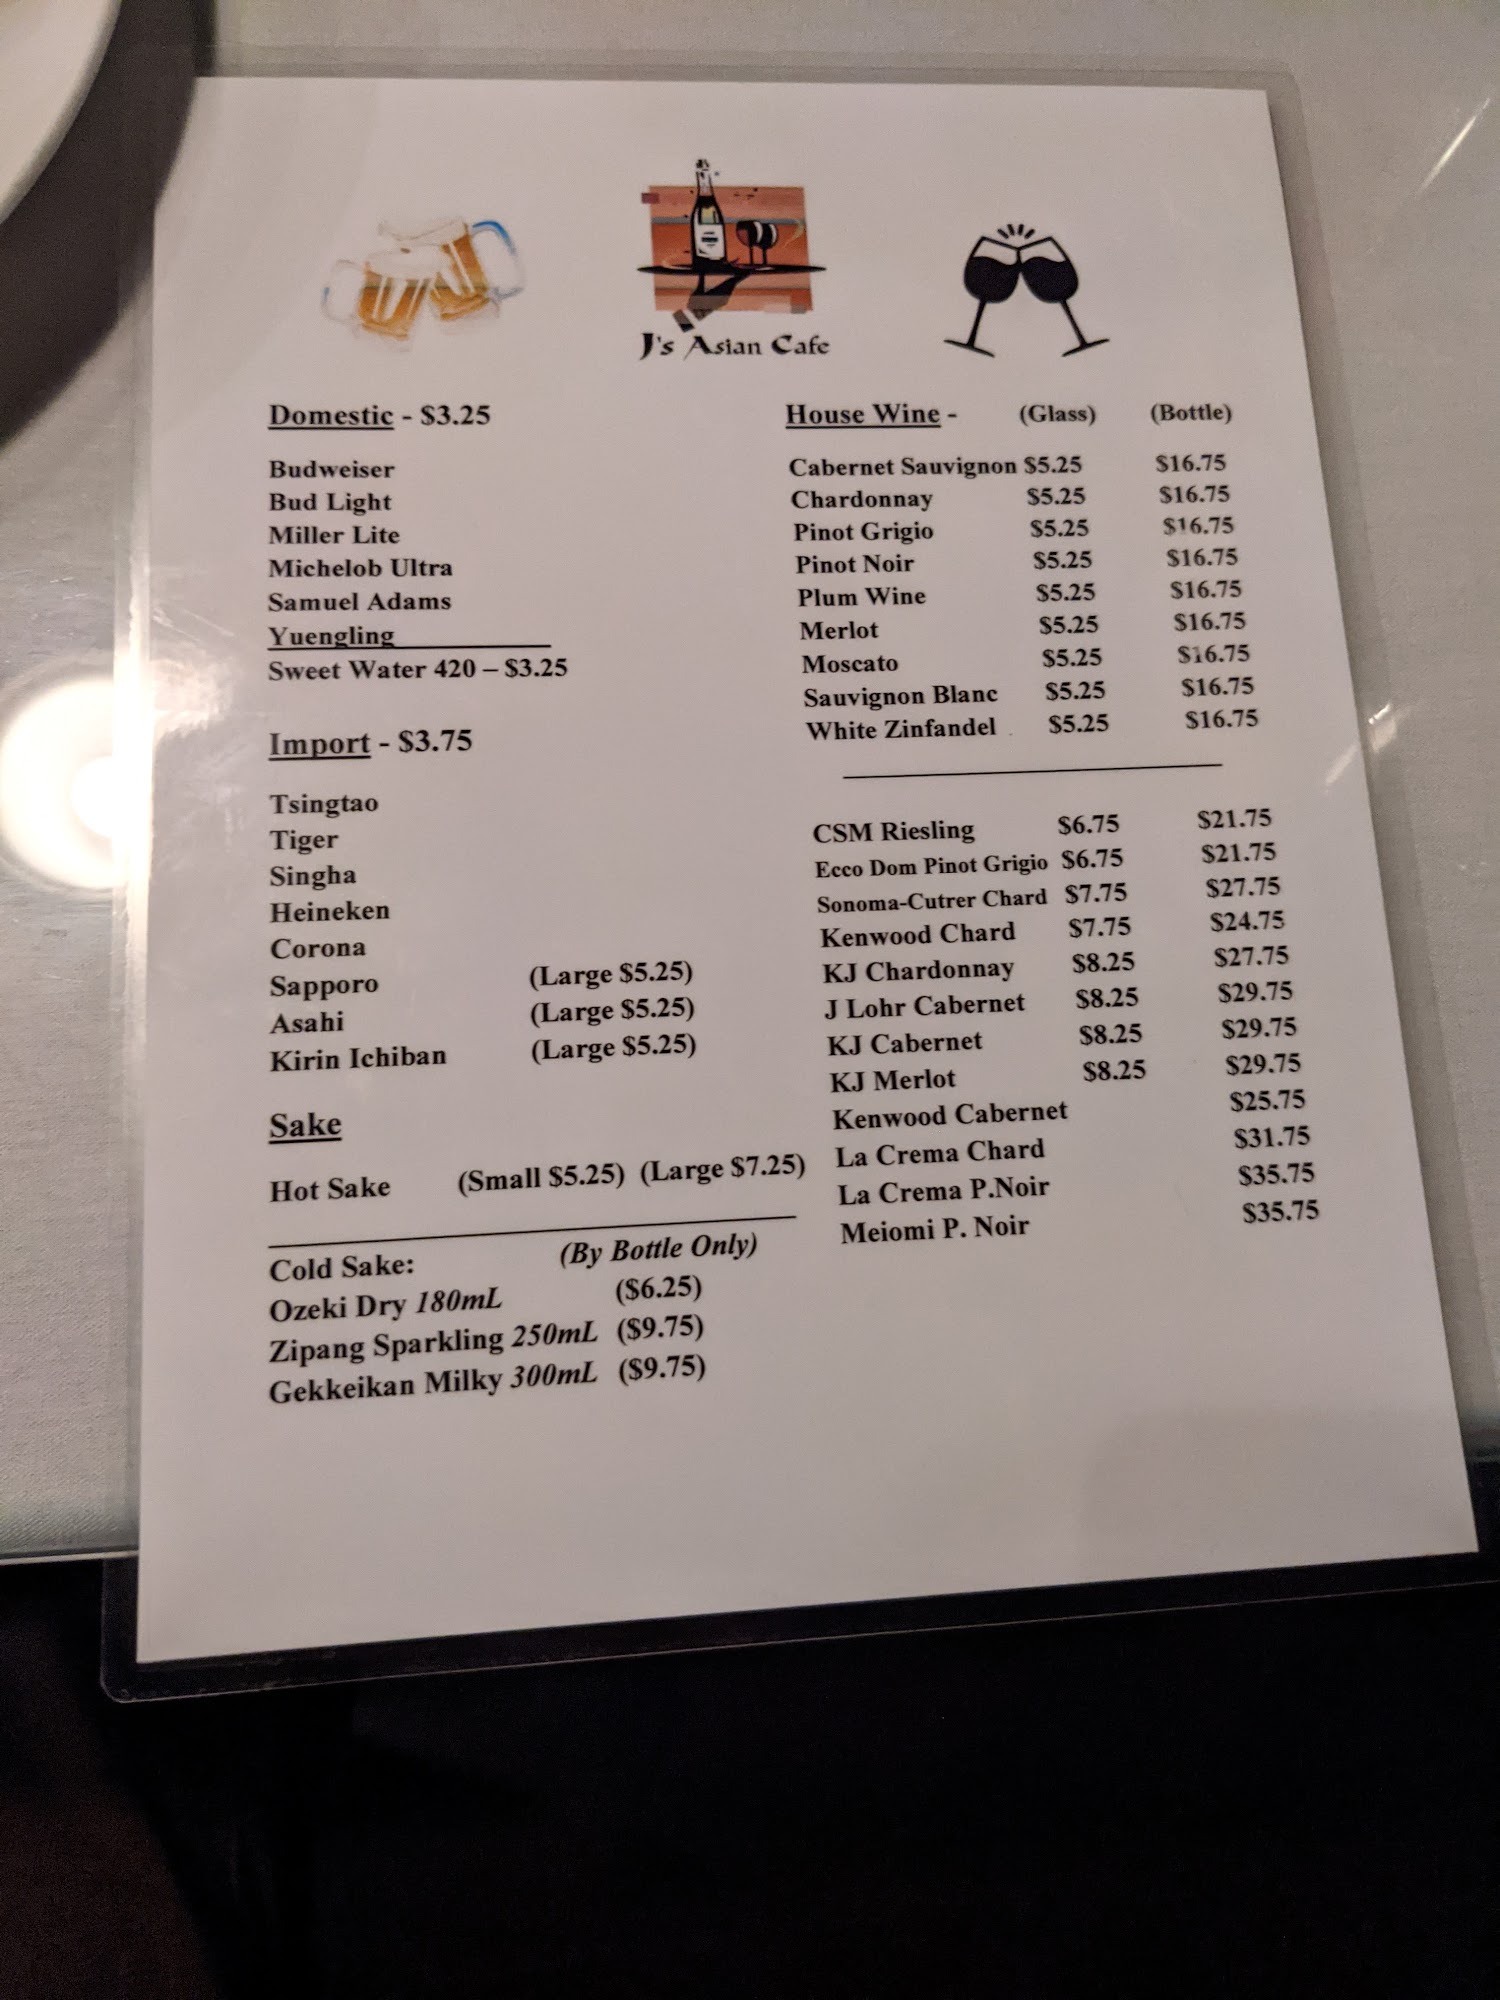 J's Asian Cafe
Domestic - $3.25
Budweiser
Bud Light
Miller Lite
Michelob Ultra
Samuel Adams
Yuengling
Sweet Water 420 – $3.25
Import - $3.75
Tsingtao
Tiger
Singha
Heineken
Corona
Sapporo (Large $5.25)
Asahi (Large $5.25)
Kirin Ichiban (Large $5.25)
Sake
Hot Sake (Small $5.25) (Large $7.25)
Cold Sake: (By Bottle Only)
Ozeki Dry 180mL ($6.25)
Zipang Sparkling 250mL ($9.75)
Gekkeikan Milky 300mL ($9.75)
House Wine - (Glass) (Bottle)
Cabernet Sauvignon $5.25 $16.75
Chardonnay $5.25 $16.75
Pinot Grigio $5.25 $16.75
Pinot Noir $5.25 $16.75
Plum Wine $5.25 $16.75
Merlot $5.25 $16.75
Moscato $5.25 $16.75
Sauvignon Blanc $5.25 $16.75
White Zinfandel $5.25 $16.75
CSM Riesling $6.75 $21.75
Ecco Dom Pinot Grigio $6.75 $21.75
Sonoma-Cutrer Chard $7.75 $27.75
Kenwood Chard $7.75 $24.75
KJ Chardonnay $8.25 $27.75
J Lohr Cabernet $8.25 $29.75
KJ Cabernet $8.25 $29.75
KJ Merlot $8.25 $29.75
Kenwood Cabernet $25.75
La Crema Chard $31.75
La Crema P.Noir $35.75
Meiomi P. Noir $35.75